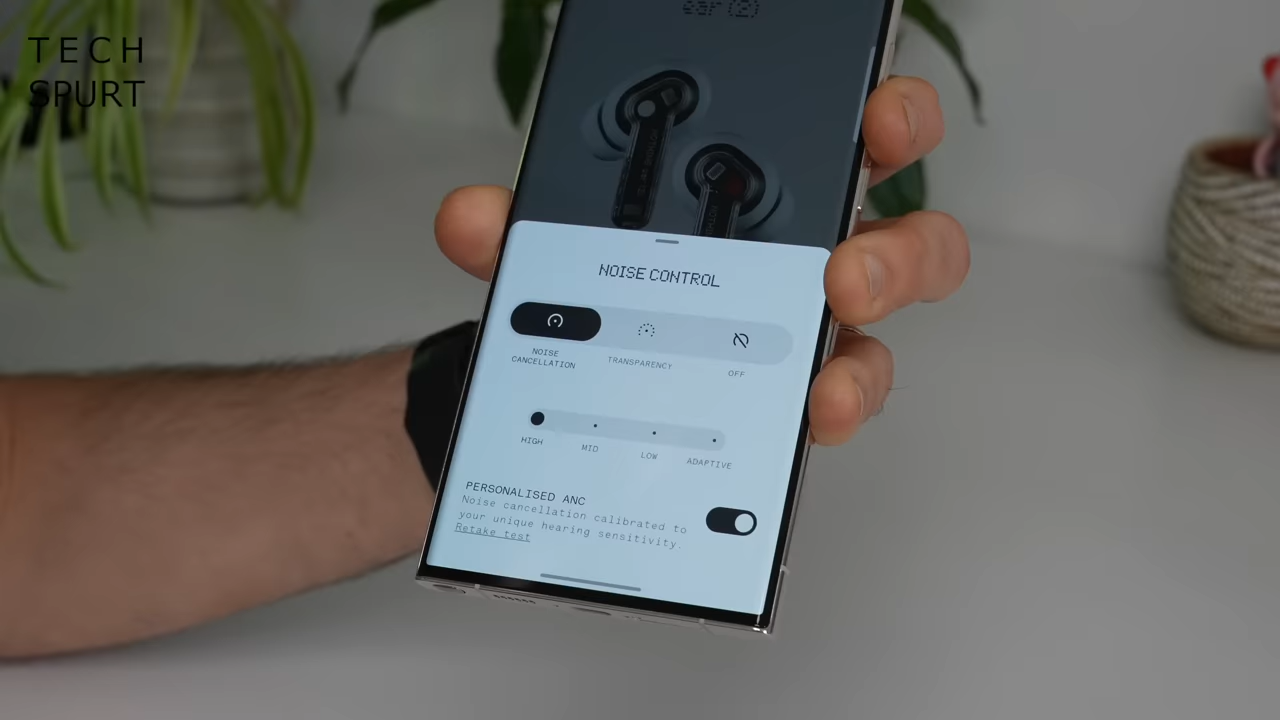 TECH
SPURT
ear (2)
NOISE CONTROL
NOISE
CANCELLATION
TRANSPARENCY
OFF
HIGH
MID
LOW
ADAPTIVE
PERSONALISED ANC
Noise cancellation calibrated to
your unique hearing sensitivity.
Retake test